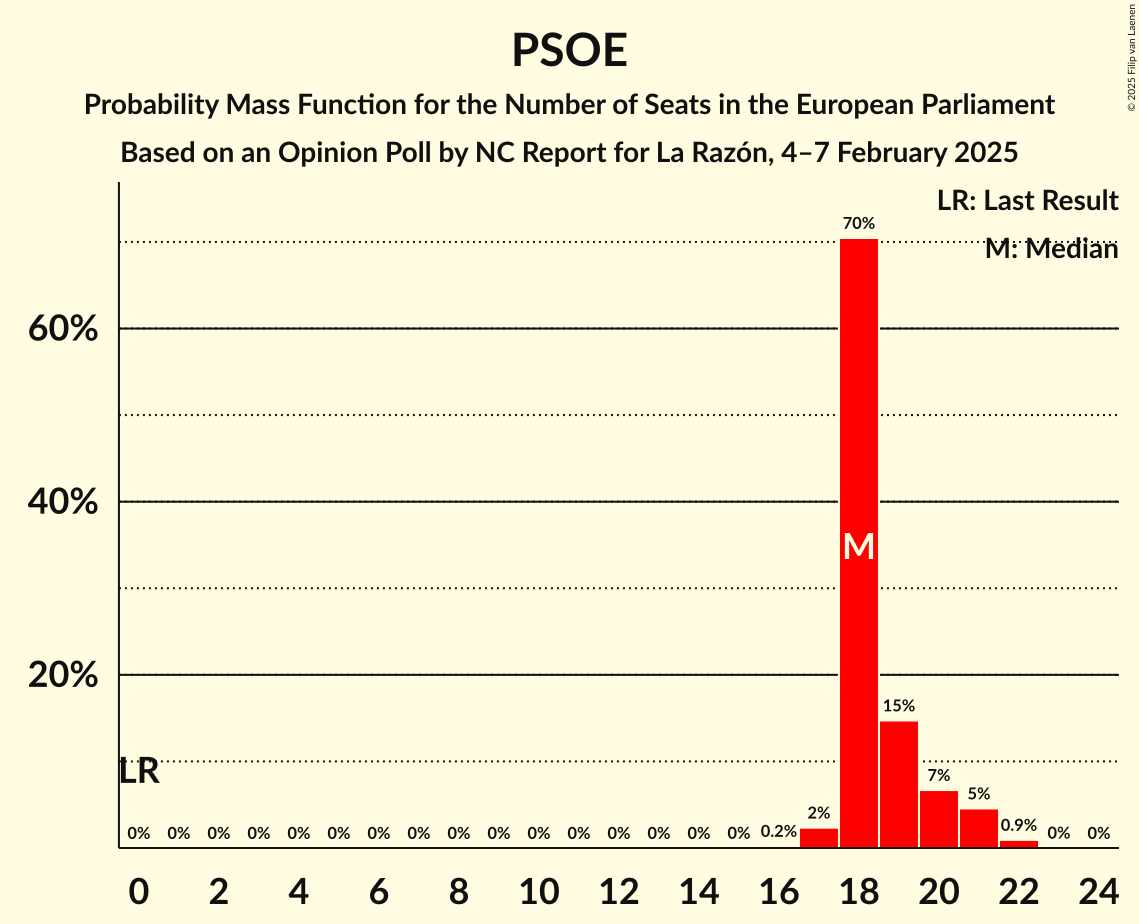 PSOE
Probability Mass Function for the Number of Seats in the European Parliament
Based on an Opinion Poll by NC Report for La Razón, 4–7 February 2025
© 2025 Filip van Laenen
LR: Last Result
M: Median
70%
60%
40%
M
20%
15%
LR
7%
5%
2%
0% 0% 0% 0% 0% 0% 0% 0% 0% 0% 0% 0% 0% 0% 0% 0% 0.2% 0.9% 0% 0%
0 2 4 6 8 10 12 14 16 18 20 22 24